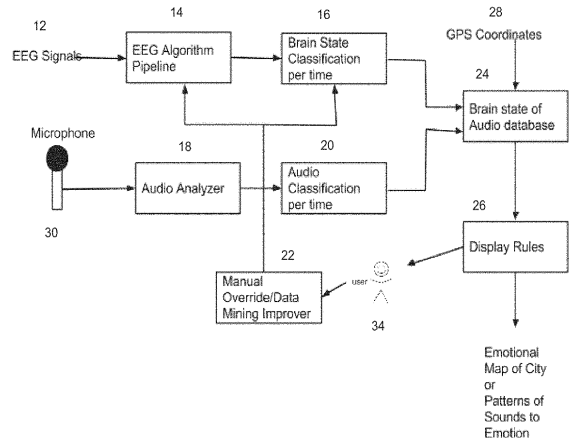 12
14
16
28
EEG Signals
EEG Algorithm
Pipeline
Brain State
Classification
per time
GPS Coordinates
24
Brain state of
Audio database
Microphone
18
20
Audio Analyzer
Audio
Classification
per time
30
26
Display Rules
22
Manual
Override/Data
Mining Improver
user
34
Emotional
Map of City
or
Patterns of
Sounds to
Emotion